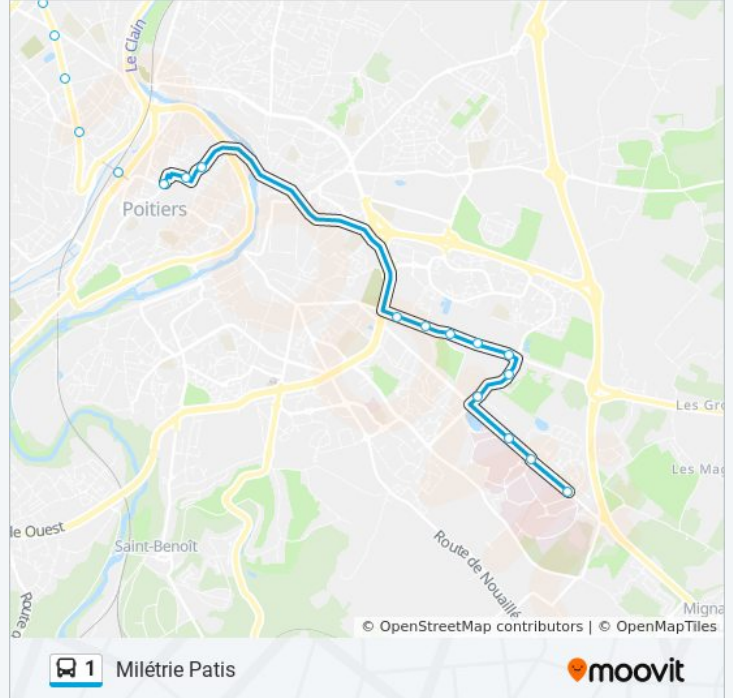 Le Clain
Poitiers
Les Gro
Les Mag
le Ouest
Saint-Benoît
Route de Nouaillé
Route d
Migna
© OpenStreetMap contributors | © OpenMapTiles
1 Milétrie Patis
moovit